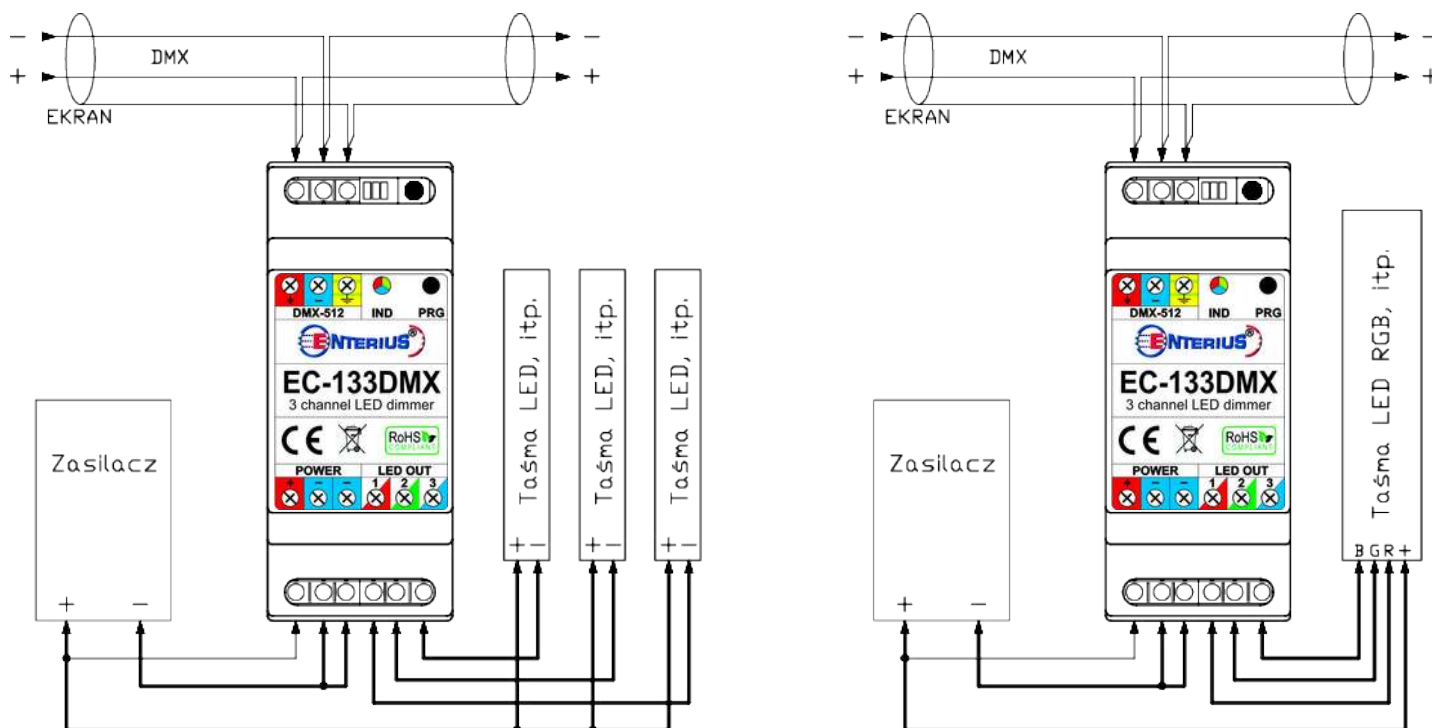 − −
DMX
+ +
EKRAN
+ − IND PRG
DMX-512
ENTERIUS®
EC-133DMX
3 channel LED dimmer
CE RoHS
COMPLIANT
POWER LED OUT
+ − − 1 2 3
Zasilacz
+ −
Taśma LED, itp.
+ −
Taśma LED, itp.
+ −
Taśma LED, itp.
+ −
− −
DMX
+ +
EKRAN
+ − IND PRG
DMX-512
ENTERIUS®
EC-133DMX
3 channel LED dimmer
CE RoHS
COMPLIANT
POWER LED OUT
+ − − 1 2 3
Zasilacz
+ −
Taśma LED RGB, itp.
B G R +